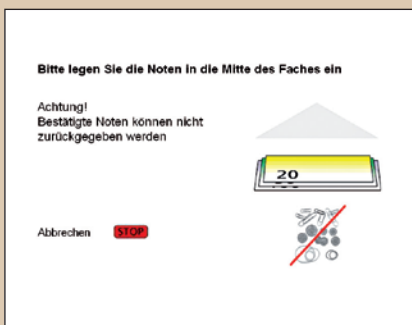 Bitte legen Sie die Noten in die Mitte des Faches ein
Achtung!
Bestätigte Noten können nicht
zurückgegeben werden
20
Abbrechen STOP